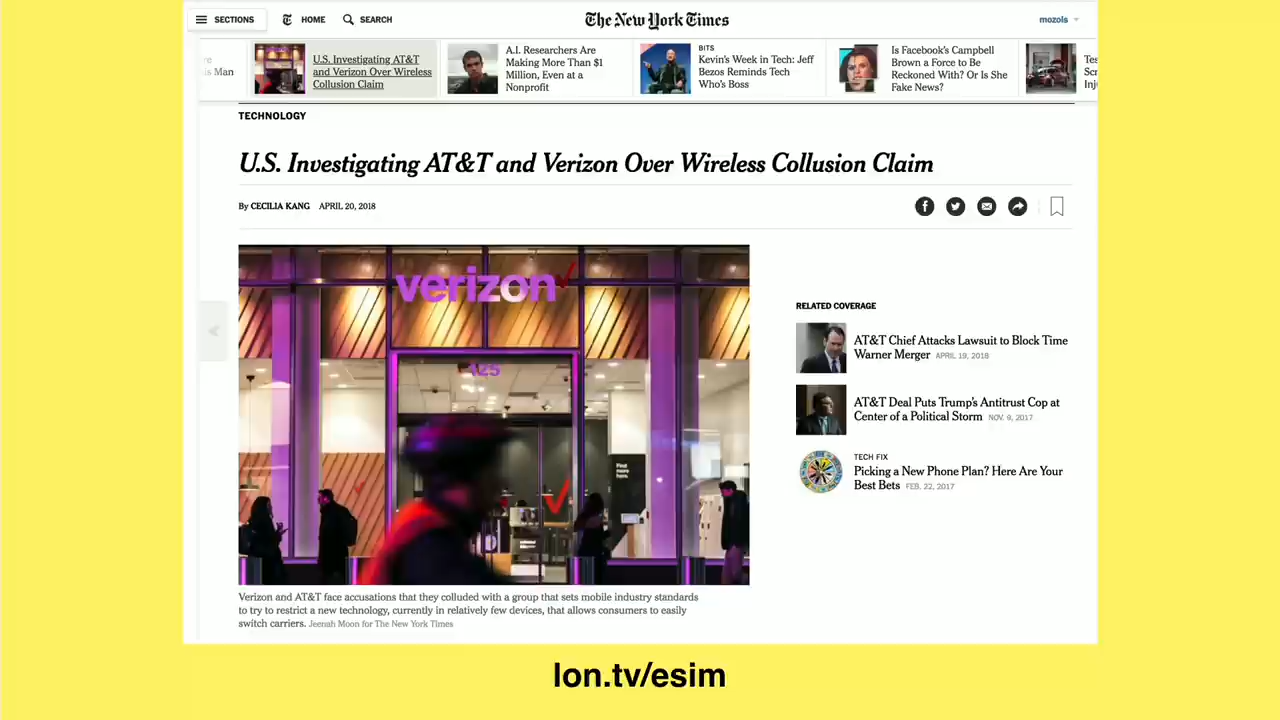 SECTIONS
HOME
SEARCH
The New York Times
mozols
is Man
U.S. Investigating AT&T
and Verizon Over Wireless
Collusion Claim
A.I. Researchers Are
Making More Than $1
Million, Even at a
Nonprofit
BITS
Kevin's Week in Tech: Jeff
Bezos Reminds Tech
Who's Boss
Is Facebook's Campbell
Brown a Force to Be
Reckoned With? Or Is She
Fake News?
TECHNOLOGY
U.S. Investigating AT&T and Verizon Over Wireless Collusion Claim
By CECILIA KANG APRIL 20, 2018
verizon
125
Find
more
here.
RELATED COVERAGE
AT&T Chief Attacks Lawsuit to Block Time
Warner Merger APRIL 19, 2018
AT&T Deal Puts Trump's Antitrust Cop at
Center of a Political Storm NOV. 9, 2017
TECH FIX
Picking a New Phone Plan? Here Are Your
Best Bets FEB. 22, 2017
Verizon and AT&T face accusations that they colluded with a group that sets mobile industry standards
to try to restrict a new technology, currently in relatively few devices, that allows consumers to easily
switch carriers. Jeenah Moon for The New York Times
lon.tv/esim